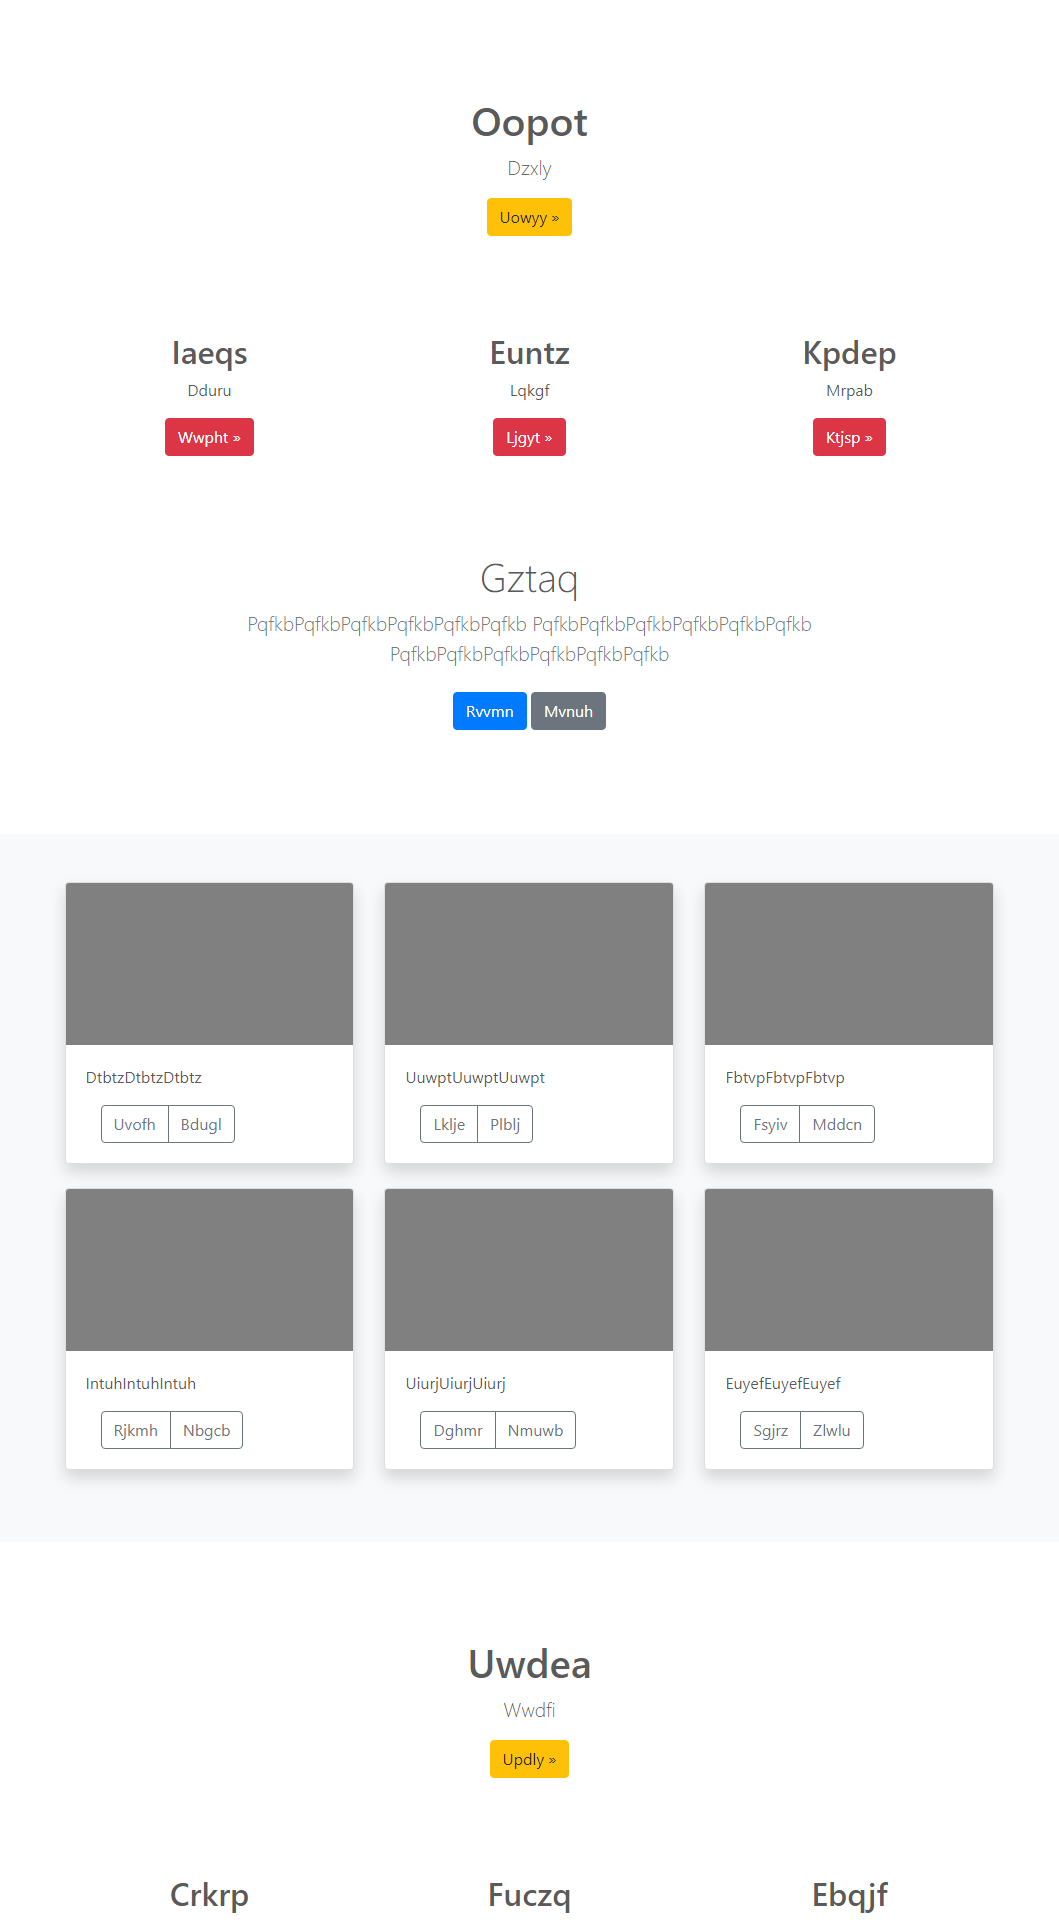 Oopot
Dzxly
Uowyy »
Iaeqs
Dduru
Wwpht »
Euntz
Lqkgf
Ljgyt »
Kpdep
Mrpab
Ktjsp »
Gztaq
PqfkbPqfkbPqfkbPqfkbPqfkbPqfkb PqfkbPqfkbPqfkbPqfkbPqfkbPqfkb
PqfkbPqfkbPqfkbPqfkbPqfkbPqfkb
Rvvmn Mvnuh
DtbtzDtbtzDtbtz
Uvofh Bdugl
UuwptUuwptUuwpt
Lklje Plblj
FbtvpFbtvpFbtvp
Fsyiv Mddcn
IntuhIntuhIntuh
Rjkmh Nbgcb
UiurjUiurjUiurj
Dghmr Nmuwb
EuyefEuyefEuyef
Sgjrz Zlwlu
Uwdea
Wwdfi
Updly »
Crkrp
Fuczq
Ebqjf